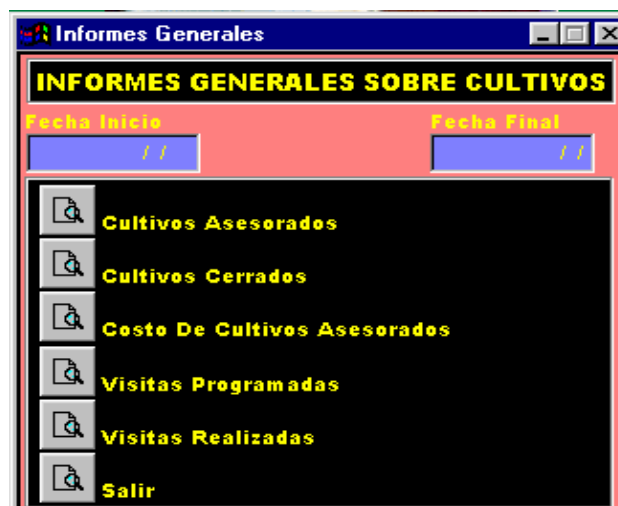 Informes Generales
INFORMES GENERALES SOBRE CULTIVOS
Fecha Inicio Fecha Final
/ / / /
Cultivos Asesorados
Cultivos Cerrados
Costo De Cultivos Asesorados
Visitas Programadas
Visitas Realizadas
Salir